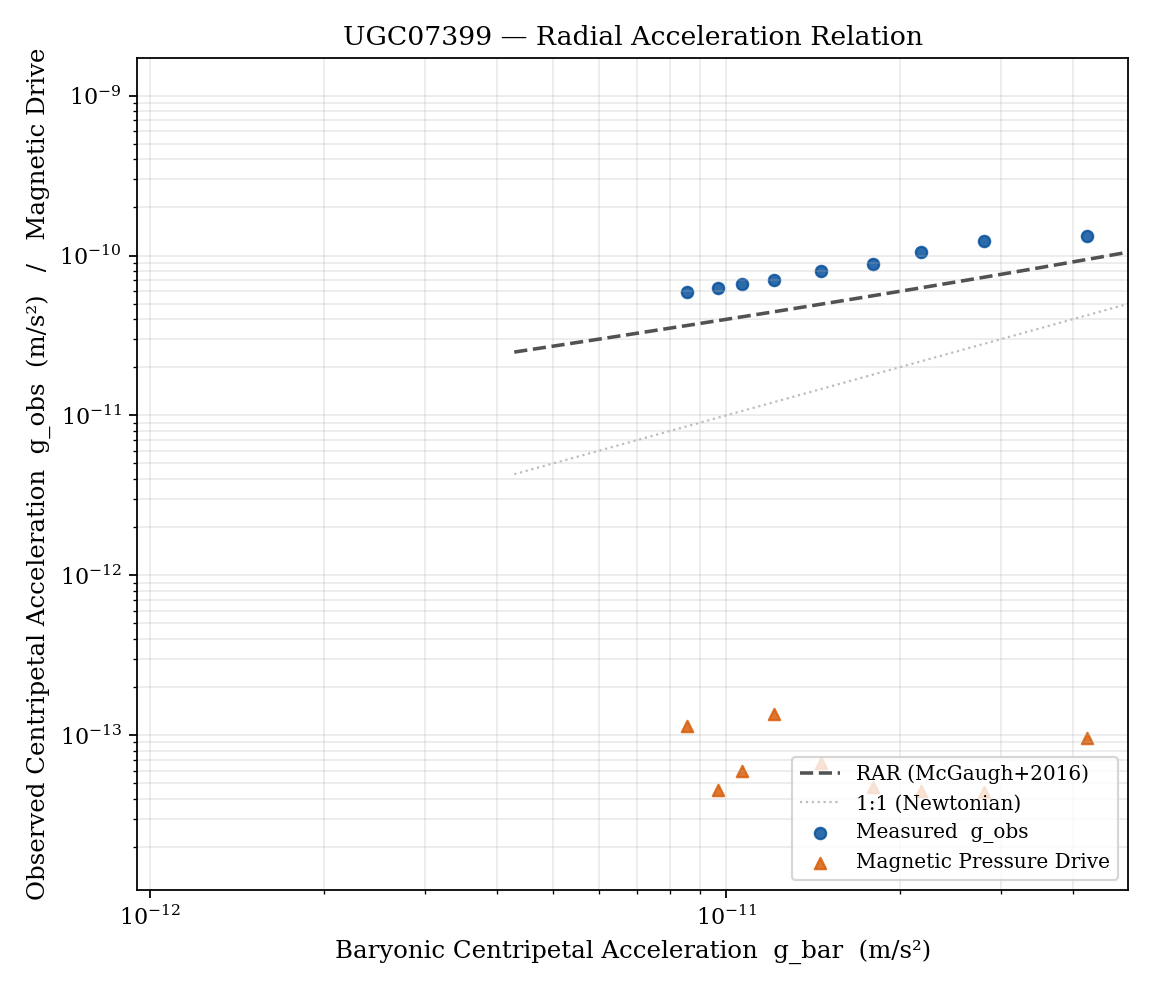 UGC07399 — Radial Acceleration Relation
Observed Centripetal Acceleration g_obs (m/s²) / Magnetic Drive
10⁻⁹
10⁻¹⁰
10⁻¹¹
10⁻¹²
10⁻¹³
RAR (McGaugh+2016)
1:1 (Newtonian)
Measured g_obs
Magnetic Pressure Drive
10⁻¹²
10⁻¹¹
Baryonic Centripetal Acceleration g_bar (m/s²)